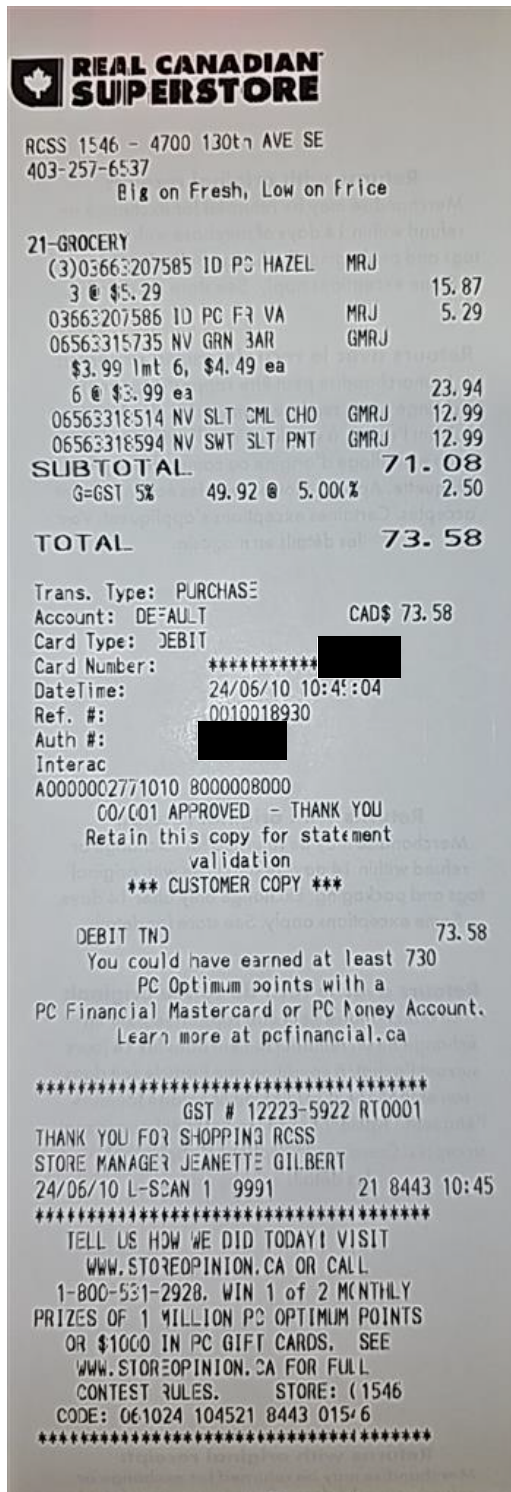 REAL CANADIAN
SUPERSTORE
RCSS 1546 - 4700 130th AVE SE
403-257-6537
Big on Fresh, Low on Price
21-GROCERY
(3)03663207585 ID PC HAZEL MRJ
3 @ $5.29 15.87
03663207586 ID PC FR VA MRJ 5.29
06563315735 NV GRN BAR GMRJ
$3.99 lmt 6, $4.49 ea
6 @ $3.99 ea 23.94
06563318514 NV SLT CML CHO GMRJ 12.99
06563318594 NV SWT SLT PNT GMRJ 12.99
SUBTOTAL 71.08
G=GST 5% 49.92 @ 5.000% 2.50
TOTAL 73.58
Trans. Type: PURCHASE
Account: DEFAULT CAD$ 73.58
Card Type: DEBIT
Card Number: ***********
DateTime: 24/06/10 10:45:04
Ref. #: 0010018930
Auth #:
Interac
A0000002771010 8000008000
00/001 APPROVED - THANK YOU
Retain this copy for statement
validation
*** CUSTOMER COPY ***
DEBIT TND 73.58
You could have earned at least 730
PC Optimum points with a
PC Financial Mastercard or PC Money Account.
Learn more at pcfinancial.ca
****************************************
GST # 12223-5922 RT0001
THANK YOU FOR SHOPPING RCSS
STORE MANAGER JEANETTE GILBERT
24/06/10 L-SCAN 1 9991 21 8443 10:45
****************************************
TELL US HOW WE DID TODAY! VISIT
WWW.STOREOPINION.CA OR CALL
1-800-531-2928. WIN 1 of 2 MONTHLY
PRIZES OF 1 MILLION PC OPTIMUM POINTS
OR $1000 IN PC GIFT CARDS. SEE
WWW.STOREOPINION.CA FOR FULL
CONTEST RULES. STORE: 01546
CODE: 061024 104521 8443 01546
****************************************